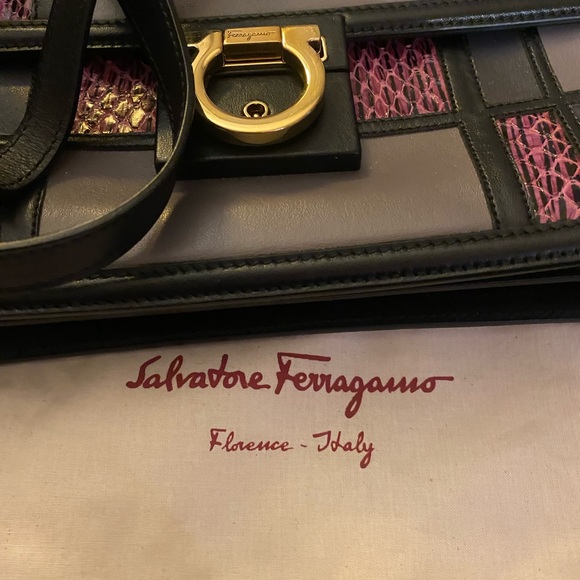 Ferragamo
Salvatore Ferragamo
Florence - Italy